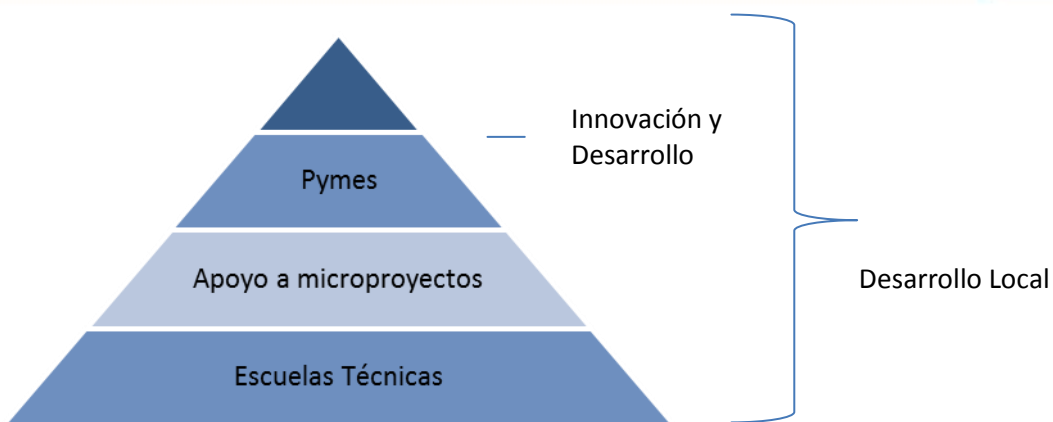 Innovación y
Desarrollo
Pymes
Apoyo a microproyectos
Desarrollo Local
Escuelas Técnicas